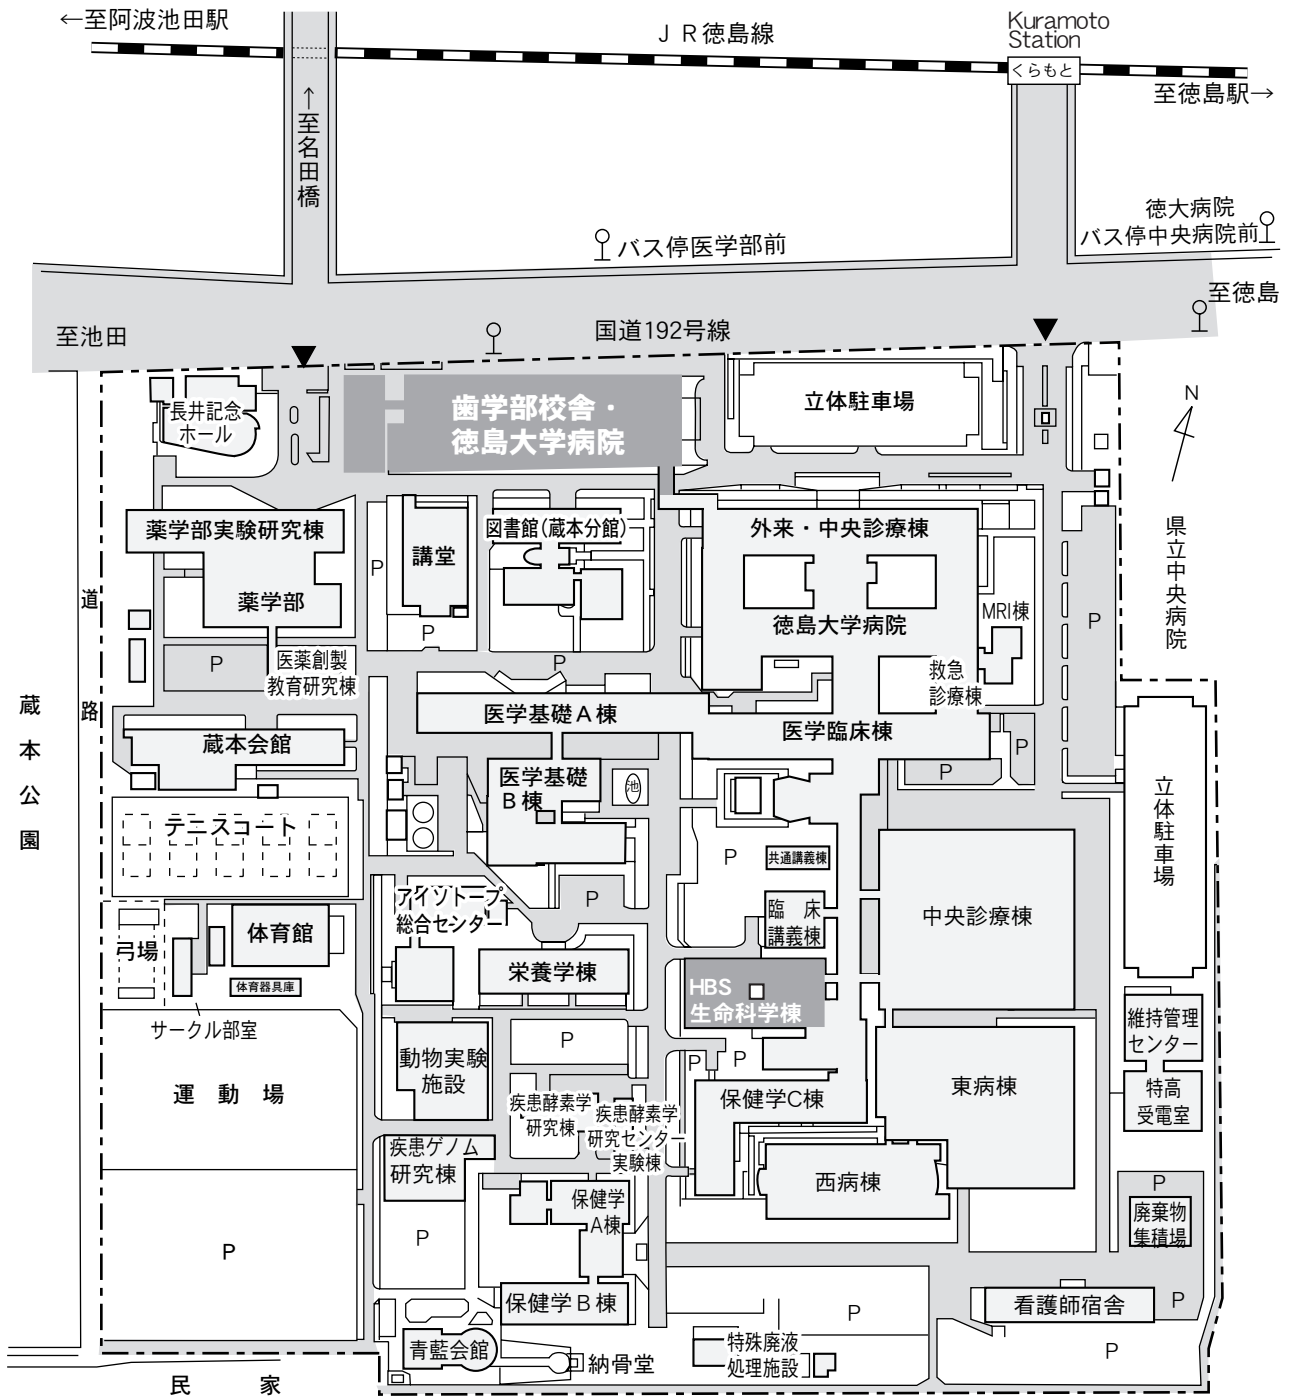 ←至阿波池田駅
ＪＲ徳島線
Kuramoto
Station
くらもと
至徳島駅→
←至名田橋
徳大病院
バス停中央病院前
バス停医学部前
至徳島
国道192号線
至池田
長井記念
ホール
歯学部校舎・
徳島大学病院
立体駐車場
N
県立中央病院
薬学部実験研究棟
薬学部
講堂
図書館(蔵本分館)
外来・中央診療棟
徳島大学病院
MRI棟
救急
診療棟
P
P
P
P
P
医薬創製
教育研究棟
道路
蔵本公園
蔵本会館
医学基礎Ａ棟
医学臨床棟
P
P
医学基礎
B棟
池
立体駐車場
テニスコート
P
共通講義棟
アイソトープ
総合センター
P
臨床
講義棟
中央診療棟
弓場
体育館
体育器具庫
サークル部室
栄養学棟
HBS
生命科学棟
維持管理
センター
特高
受電室
運動場
動物実験
施設
P
P
P
疾患酵素学
研究棟
疾患酵素学
研究センター
実験棟
保健学C棟
東病棟
疾患ゲノム
研究棟
保健学
A棟
西病棟
P
廃棄物
集積場
P
P
P
保健学Ｂ棟
P
看護師宿舎
P
青藍会館
納骨堂
特殊廃液
処理施設
P
民家